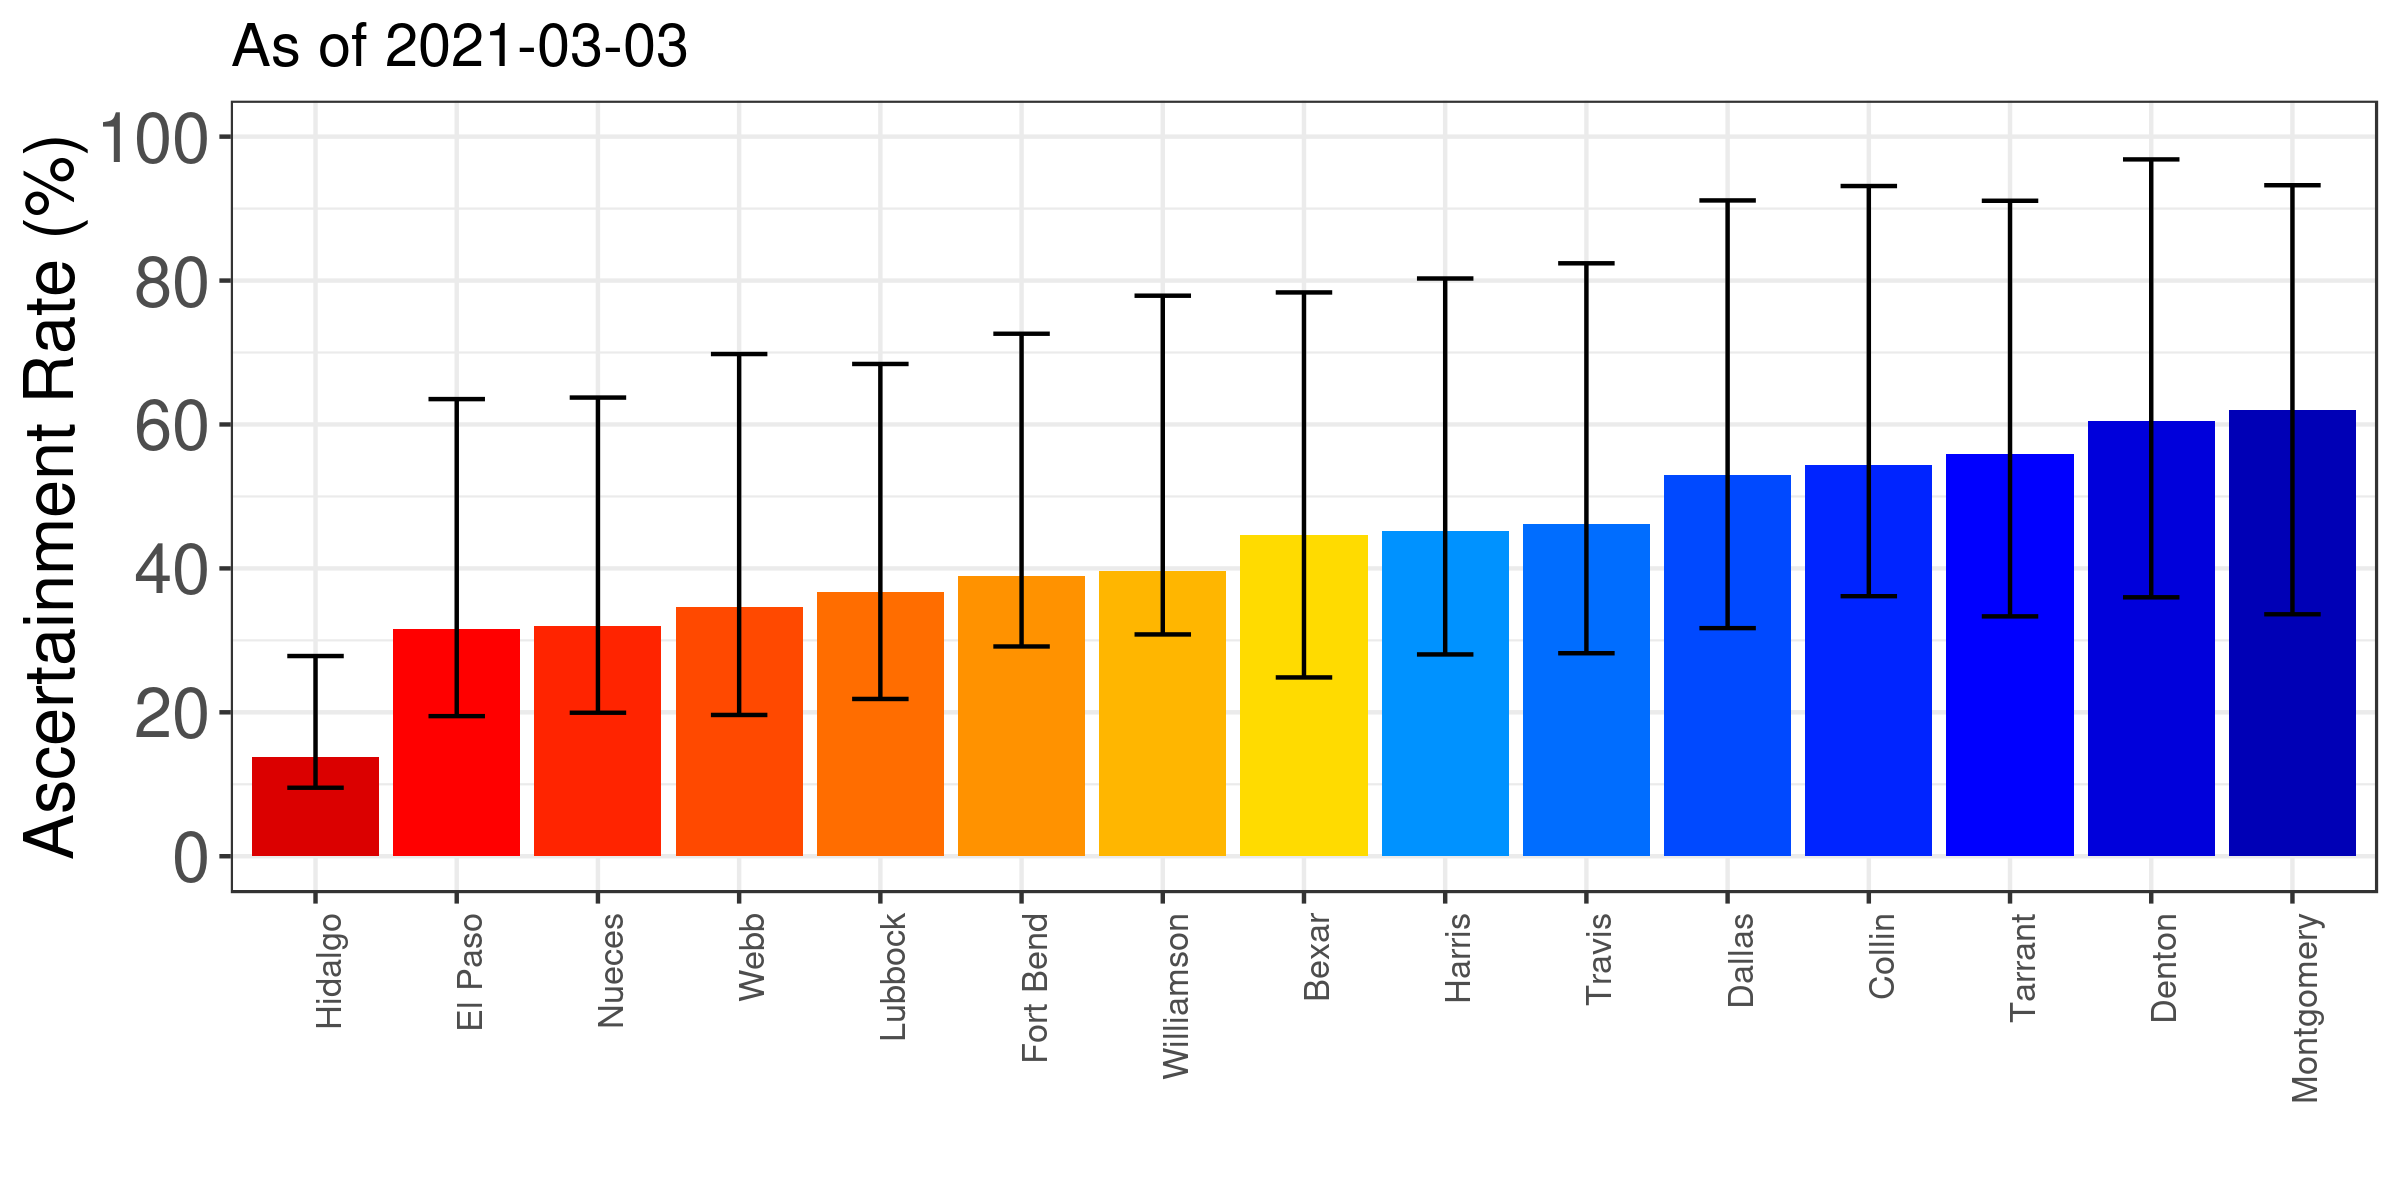 As of 2021-03-03
Ascertainment Rate (%)
100
80
60
40
20
0
Hidalgo
El Paso
Nueces
Webb
Lubbock
Fort Bend
Williamson
Bexar
Harris
Travis
Dallas
Collin
Tarrant
Denton
Montgomery